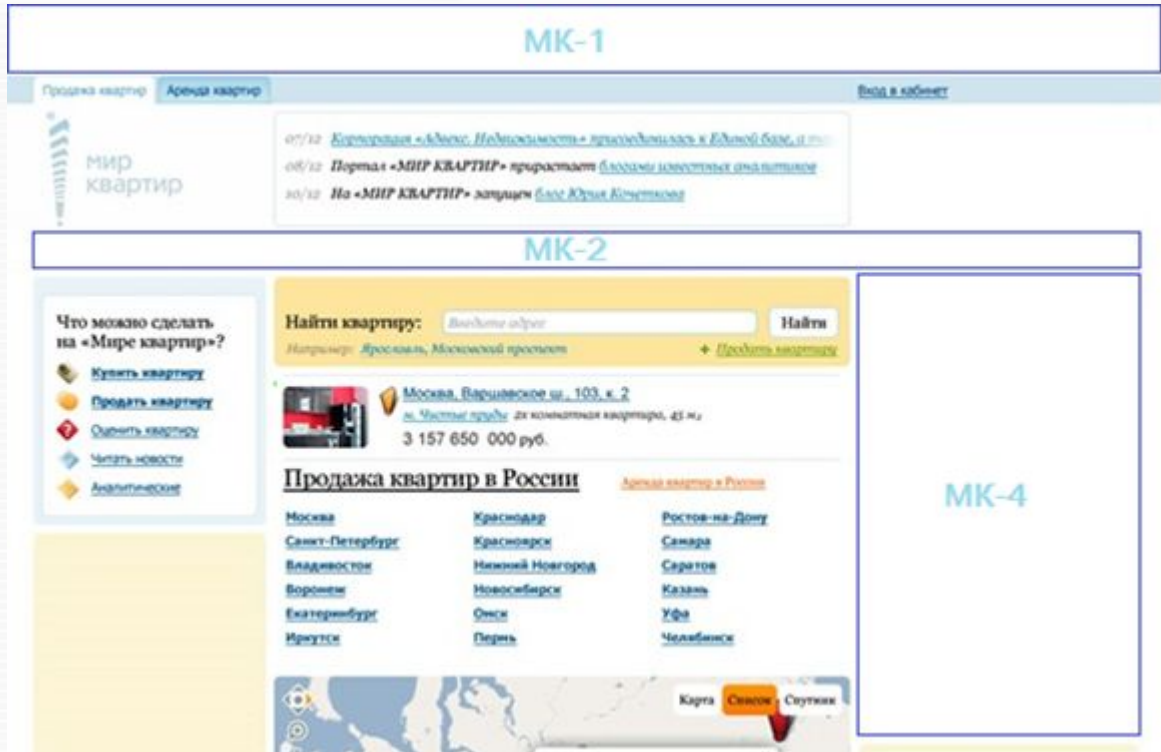 МК-1
Продажа квартир Аренда квартир Вход в кабинет
07/12 Корпорация «Адвекс. Недвижимость» присоединилась к Единой базе, а
мир
квартир
08/12 Портал «МИР КВАРТИР» прирастает блогами известных аналитиков
10/12 На «МИР КВАРТИР» запущен блог Юрия Кочеткова
МК-2
Что можно сделать
на «Мире квартир»?
Купить квартиру
Продать квартиру
Оценить квартиру
Читать новости
Аналитические
Найти квартиру: Введите адрес Найти
Например: Ярославль, Московский проспект + Продать квартиру
Москва, Варшавское ш., 103, к. 2
м. Чистые пруды 2х комнатная квартира, 45 м2
3 157 650 000 руб.
Продажа квартир в России Аренда квартир в России
Москва Краснодар Ростов-на-Дону
Санкт-Петербург Красноярск Самара
Владивосток Нижний Новгород Саратов
Воронеж Новосибирск Казань
Екатеринбург Омск Уфа
Иркутск Пермь Челябинск
Карта Список Спутник
МК-4